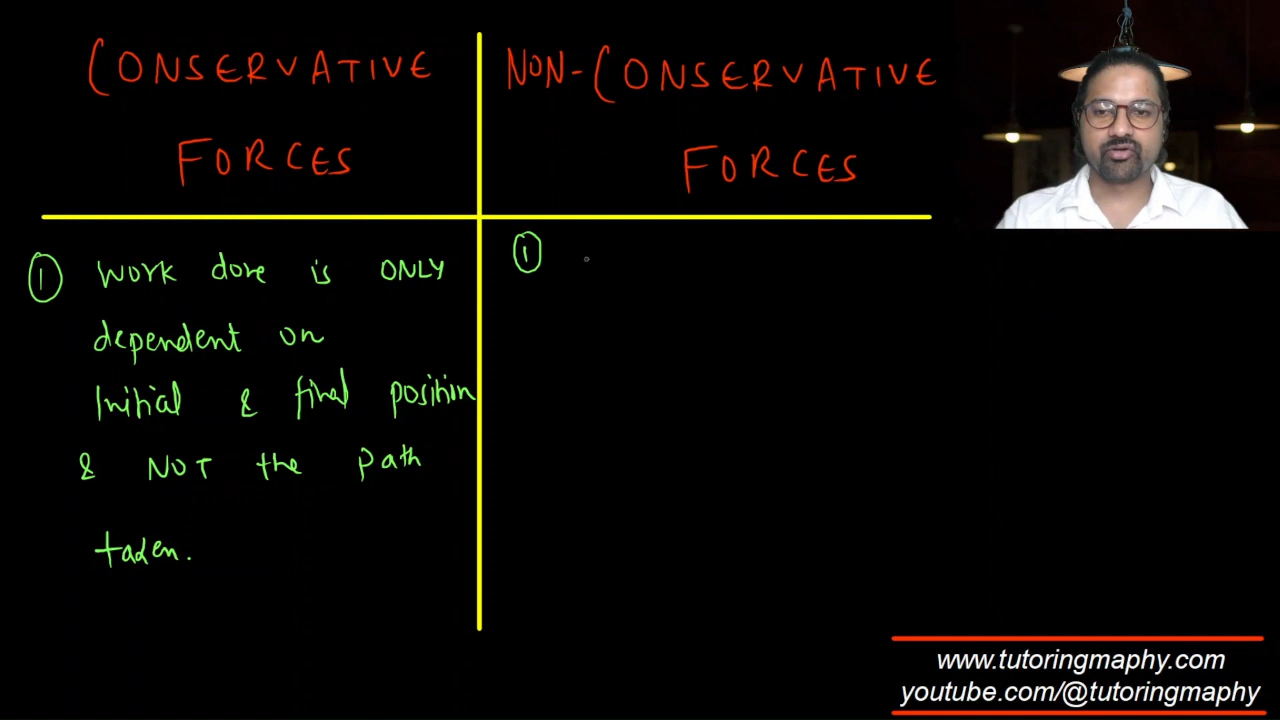 CONSERVATIVE
FORCES
NON-CONSERVATIVE
FORCES
① Work done is ONLY
dependent on
Initial & final position
& NOT the path
taken.
①
www.tutoringmaphy.com
youtube.com/@tutoringmaphy